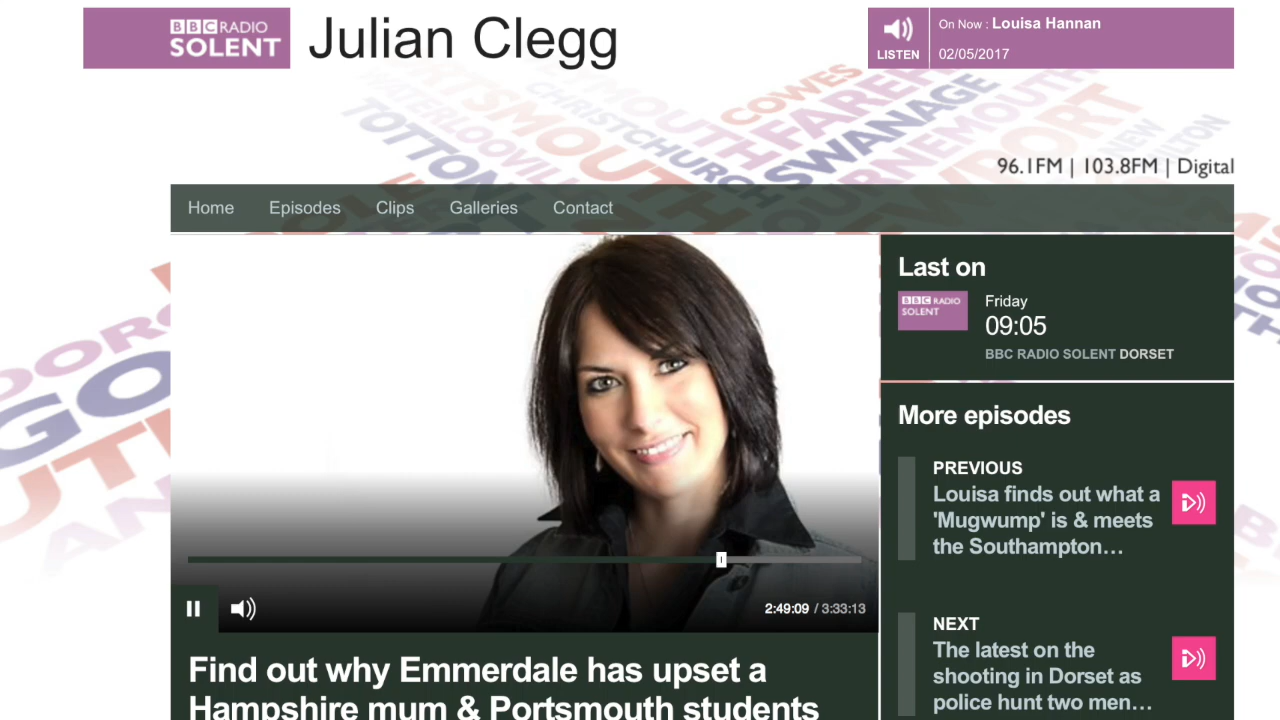 BBC RADIO
SOLENT
Julian Clegg
LISTEN
On Now : Louisa Hannan
02/05/2017
COWES
CHRISTCHURCH
SWANAGE
TOTTON
96.1FM | 103.8FM | Digital
Home Episodes Clips Galleries Contact
Last on
BBC RADIO
SOLENT
Friday
09:05
BBC RADIO SOLENT DORSET
More episodes
PREVIOUS
Louisa finds out what a
'Mugwump' is & meets
the Southampton…
NEXT
The latest on the
shooting in Dorset as
police hunt two men…
2:49:09 / 3:33:13
Find out why Emmerdale has upset a
Hampshire mum & Portsmouth students